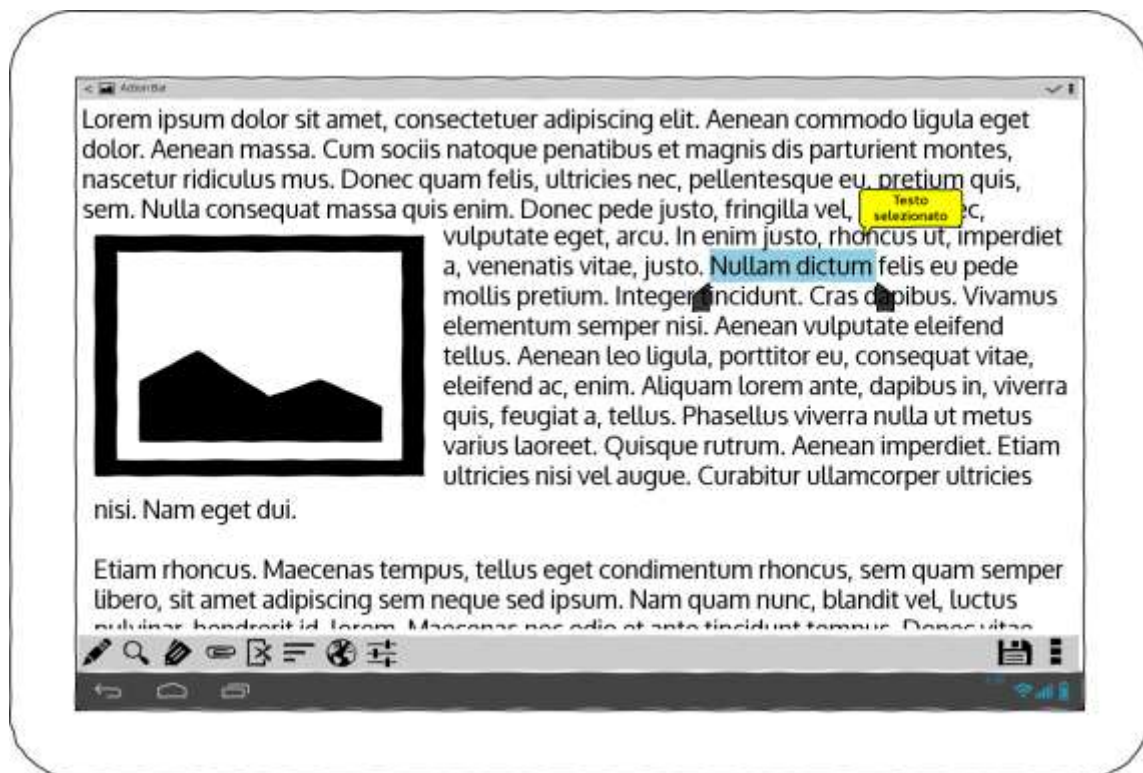 Action Bar
Lorem ipsum dolor sit amet, consectetuer adipiscing elit. Aenean commodo ligula eget
dolor. Aenean massa. Cum sociis natoque penatibus et magnis dis parturient montes,
nascetur ridiculus mus. Donec quam felis, ultricies nec, pellentesque eu, pretium quis,
sem. Nulla consequat massa quis enim. Donec pede justo, fringilla vel,
Testo
selezionato
vulputate eget, arcu. In enim justo, rhoncus ut, imperdiet
a, venenatis vitae, justo. Nullam dictum felis eu pede
mollis pretium. Integer tincidunt. Cras dapibus. Vivamus
elementum semper nisi. Aenean vulputate eleifend
tellus. Aenean leo ligula, porttitor eu, consequat vitae,
eleifend ac, enim. Aliquam lorem ante, dapibus in, viverra
quis, feugiat a, tellus. Phasellus viverra nulla ut metus
varius laoreet. Quisque rutrum. Aenean imperdiet. Etiam
ultricies nisi vel augue. Curabitur ullamcorper ultricies
nisi. Nam eget dui.
Etiam rhoncus. Maecenas tempus, tellus eget condimentum rhoncus, sem quam semper
libero, sit amet adipiscing sem neque sed ipsum. Nam quam nunc, blandit vel, luctus